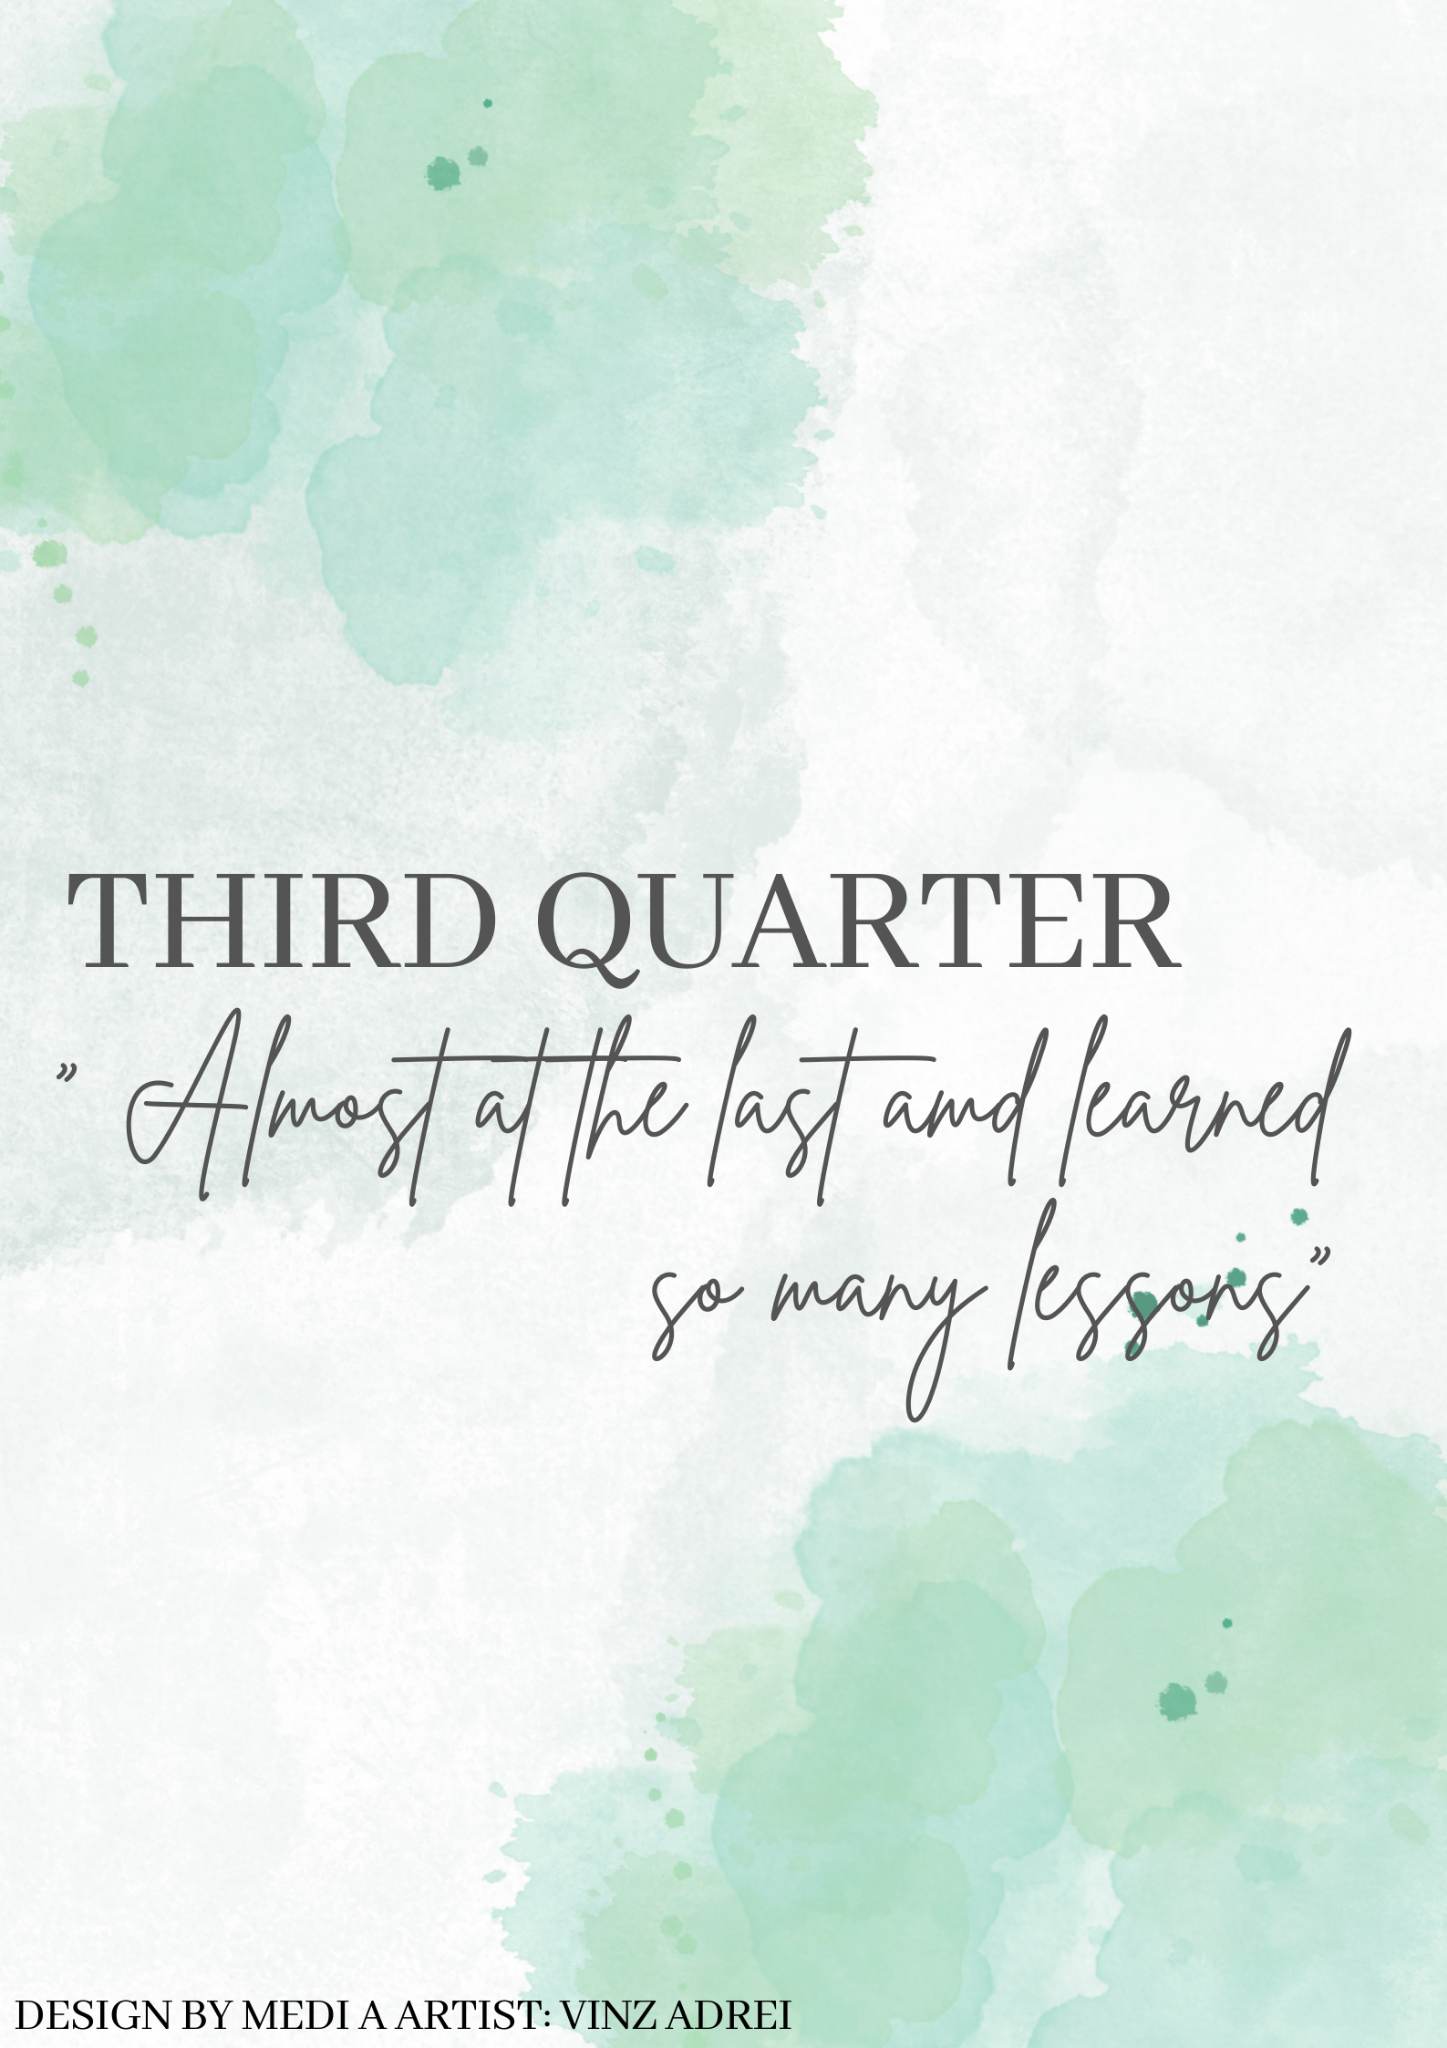 THIRD QUARTER
” Almost at the last amd learned
so many lessons”
DESIGN BY MEDI A ARTIST: VINZ ADREI